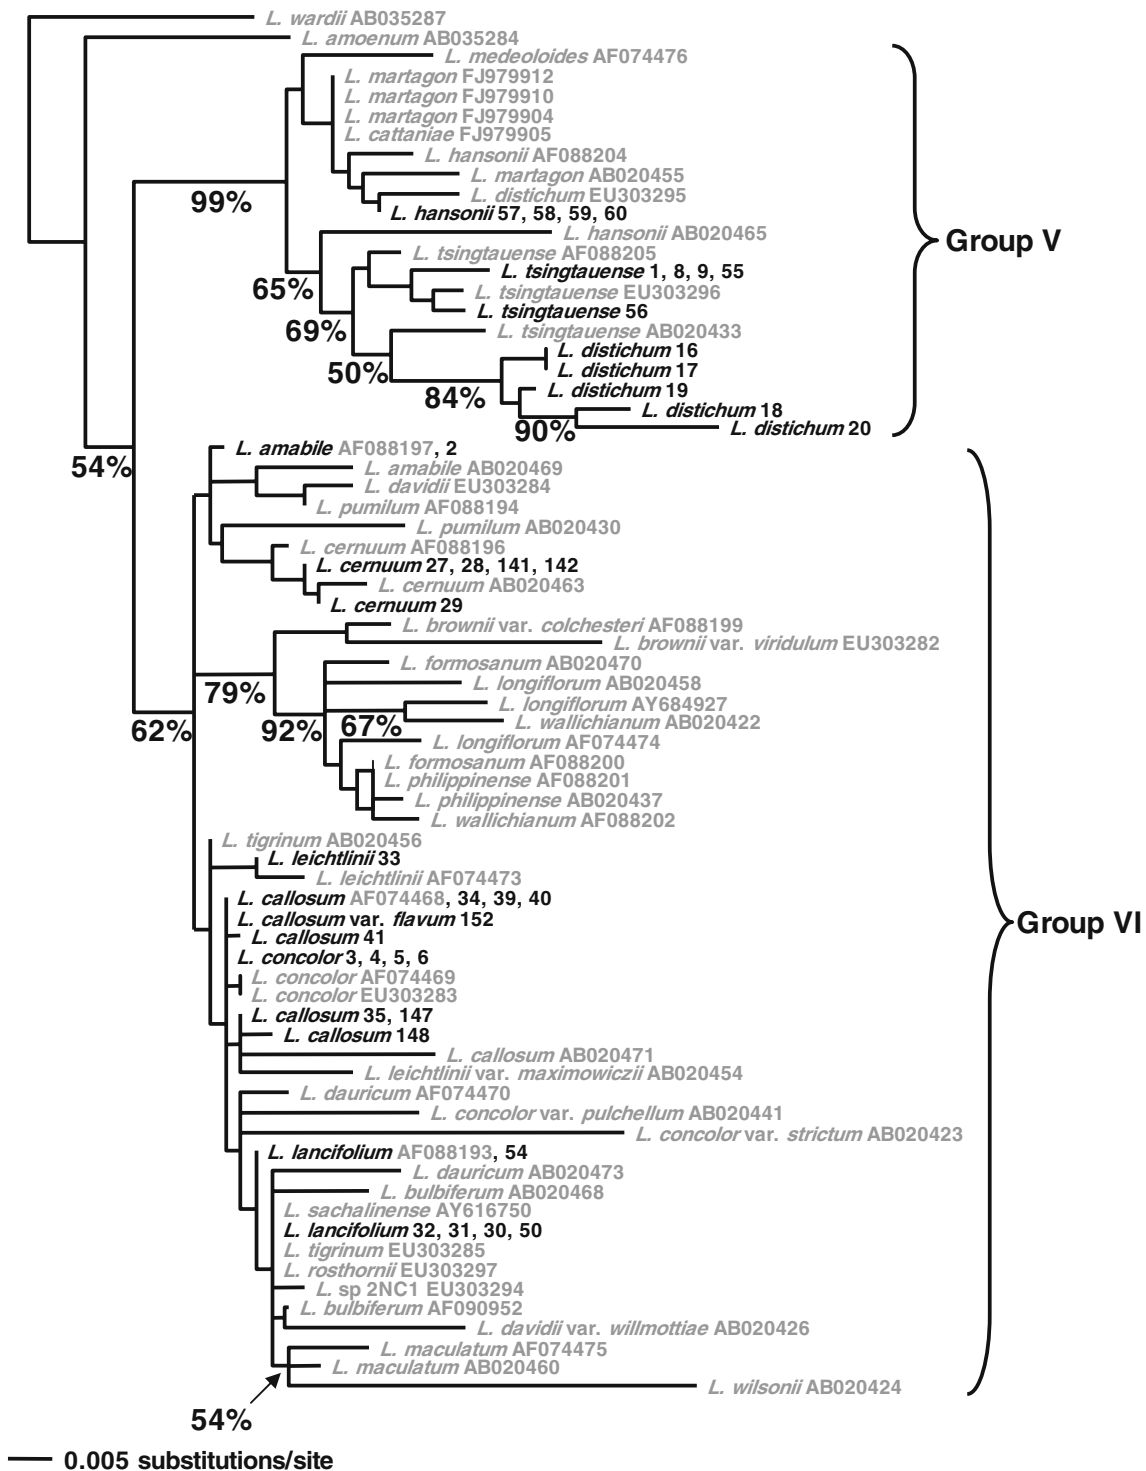 L. wardii AB035287
L. amoenum AB035284
L. medeoloides AF074476
L. martagon FJ979912
L. martagon FJ979910
L. martagon FJ979904
L. cattaniae FJ979905
L. hansonii AF088204
L. martagon AB020455
99%
L. distichum EU303295
L. hansonii 57, 58, 59, 60
L. hansonii AB020465
Group V
L. tsingtauense AF088205
L. tsingtauense 1, 8, 9, 55
65%
L. tsingtauense EU303296
L. tsingtauense 56
69%
L. tsingtauense AB020433
L. distichum 16
50%
L. distichum 17
L. distichum 19
84%
L. distichum 18
L. distichum 20
90%
L. amabile AF088197, 2
54%
L. amabile AB020469
L. davidii EU303284
L. pumilum AF088194
L. pumilum AB020430
L. cernuum AF088196
L. cernuum 27, 28, 141, 142
L. cernuum AB020463
L. cernuum 29
L. brownii var. colchesteri AF088199
L. brownii var. viridulum EU303282
L. formosanum AB020470
L. longiflorum AB020458
79%
L. longiflorum AY684927
L. wallichianum AB020422
62%
92%
67%
L. longiflorum AF074474
L. formosanum AF088200
L. philippinense AF088201
L. philippinense AB020437
L. wallichianum AF088202
L. tigrinum AB020456
L. leichtlinii 33
L. leichtlinii AF074473
L. callosum AF074468, 34, 39, 40
L. callosum var. flavum 152
Group VI
L. callosum 41
L. concolor 3, 4, 5, 6
L. concolor AF074469
L. concolor EU303283
L. callosum 35, 147
L. callosum 148
L. callosum AB020471
L. leichtlinii var. maximowiczii AB020454
L. dauricum AF074470
L. concolor var. pulchellum AB020441
L. concolor var. strictum AB020423
L. lancifolium AF088193, 54
L. dauricum AB020473
L. bulbiferum AB020468
L. sachalinense AY616750
L. lancifolium 32, 31, 30, 50
L. tigrinum EU303285
L. rosthornii EU303297
L. sp 2NC1 EU303294
L. bulbiferum AF090952
L. davidii var. willmottiae AB020426
L. maculatum AF074475
L. maculatum AB020460
L. wilsonii AB020424
54%
0.005 substitutions/site